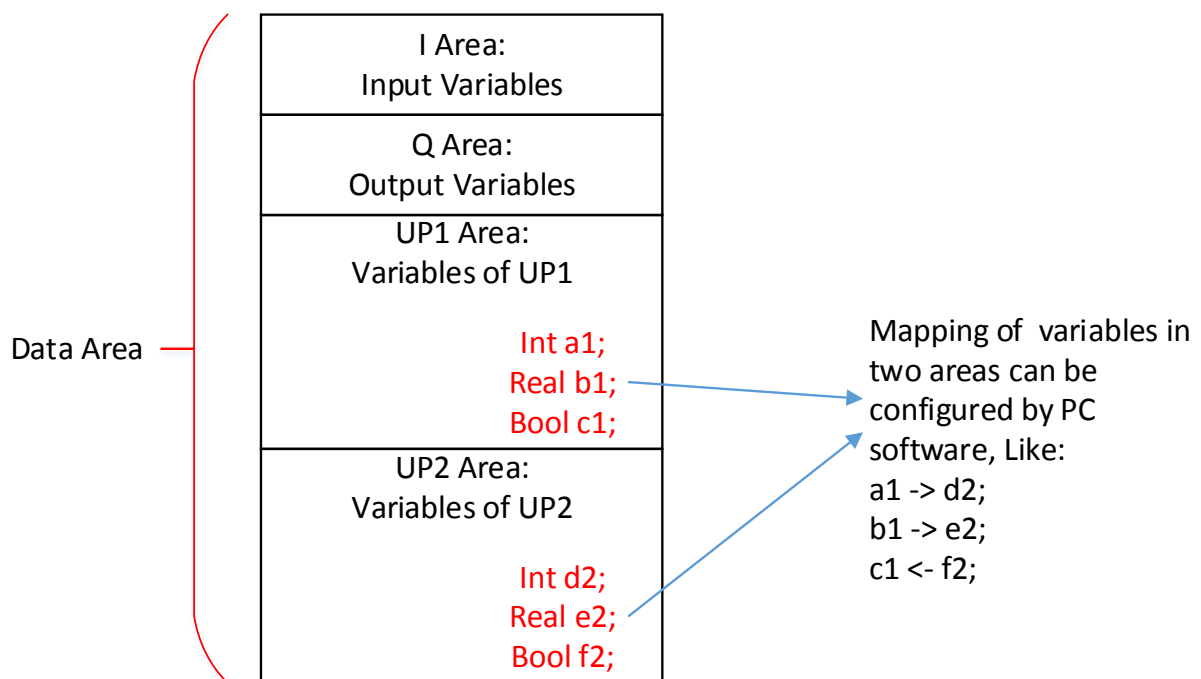 I Area:
Input Variables
Q Area:
Output Variables
UP1 Area:
Variables of UP1
Int a1;
Real b1;
Bool c1;
UP2 Area:
Variables of UP2
Int d2;
Real e2;
Bool f2;
Data Area
Mapping of variables in
two areas can be
configured by PC
software, Like:
a1 -> d2;
b1 -> e2;
c1 <- f2;